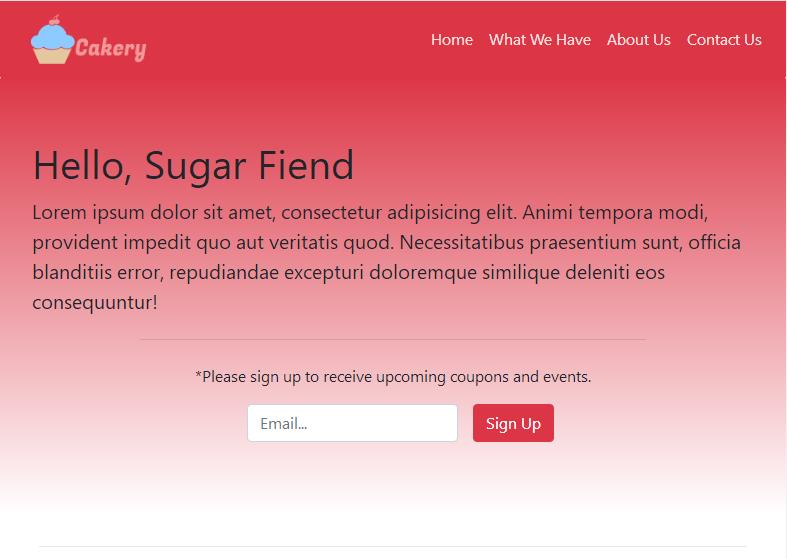 Cakery
Home What We Have About Us Contact Us
Hello, Sugar Fiend
Lorem ipsum dolor sit amet, consectetur adipisicing elit. Animi tempora modi,
provident impedit quo aut veritatis quod. Necessitatibus praesentium sunt, officia
blanditiis error, repudiandae excepturi doloremque similique deleniti eos
consequuntur!
*Please sign up to receive upcoming coupons and events.
Email... Sign Up